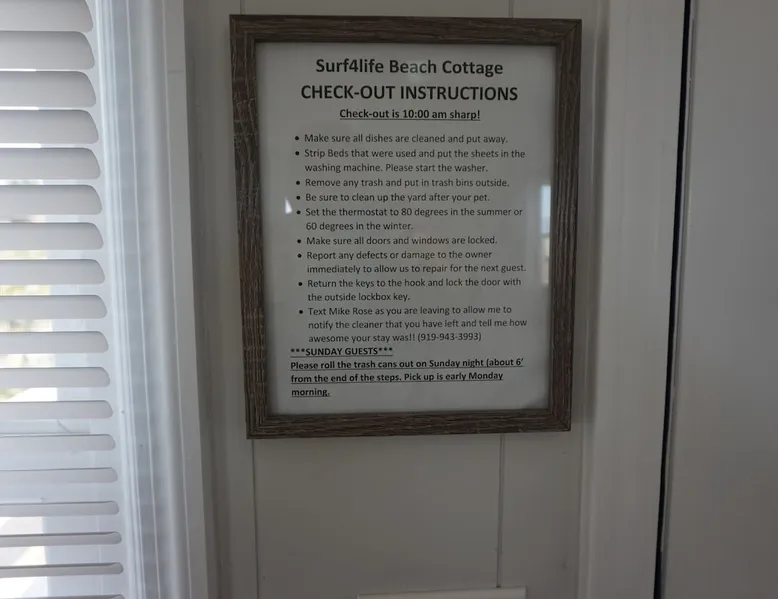 Surf4life Beach Cottage
CHECK-OUT INSTRUCTIONS
Check-out is 10:00 am sharp!
• Make sure all dishes are cleaned and put away.
• Strip Beds that were used and put the sheets in the
washing machine. Please start the washer.
• Remove any trash and put in trash bins outside.
• Be sure to clean up the yard after your pet.
• Set the thermostat to 80 degrees in the summer or
60 degrees in the winter.
• Make sure all doors and windows are locked.
• Report any defects or damage to the owner
immediately to allow us to repair for the next guest.
• Return the keys to the hook and lock the door with
the outside lockbox key.
• Text Mike Rose as you are leaving to allow me to
notify the cleaner that you have left and tell me how
awesome your stay was!! (919-943-3993)
***SUNDAY GUESTS***
Please roll the trash cans out on Sunday night (about 6'
from the end of the steps. Pick up is early Monday
morning.